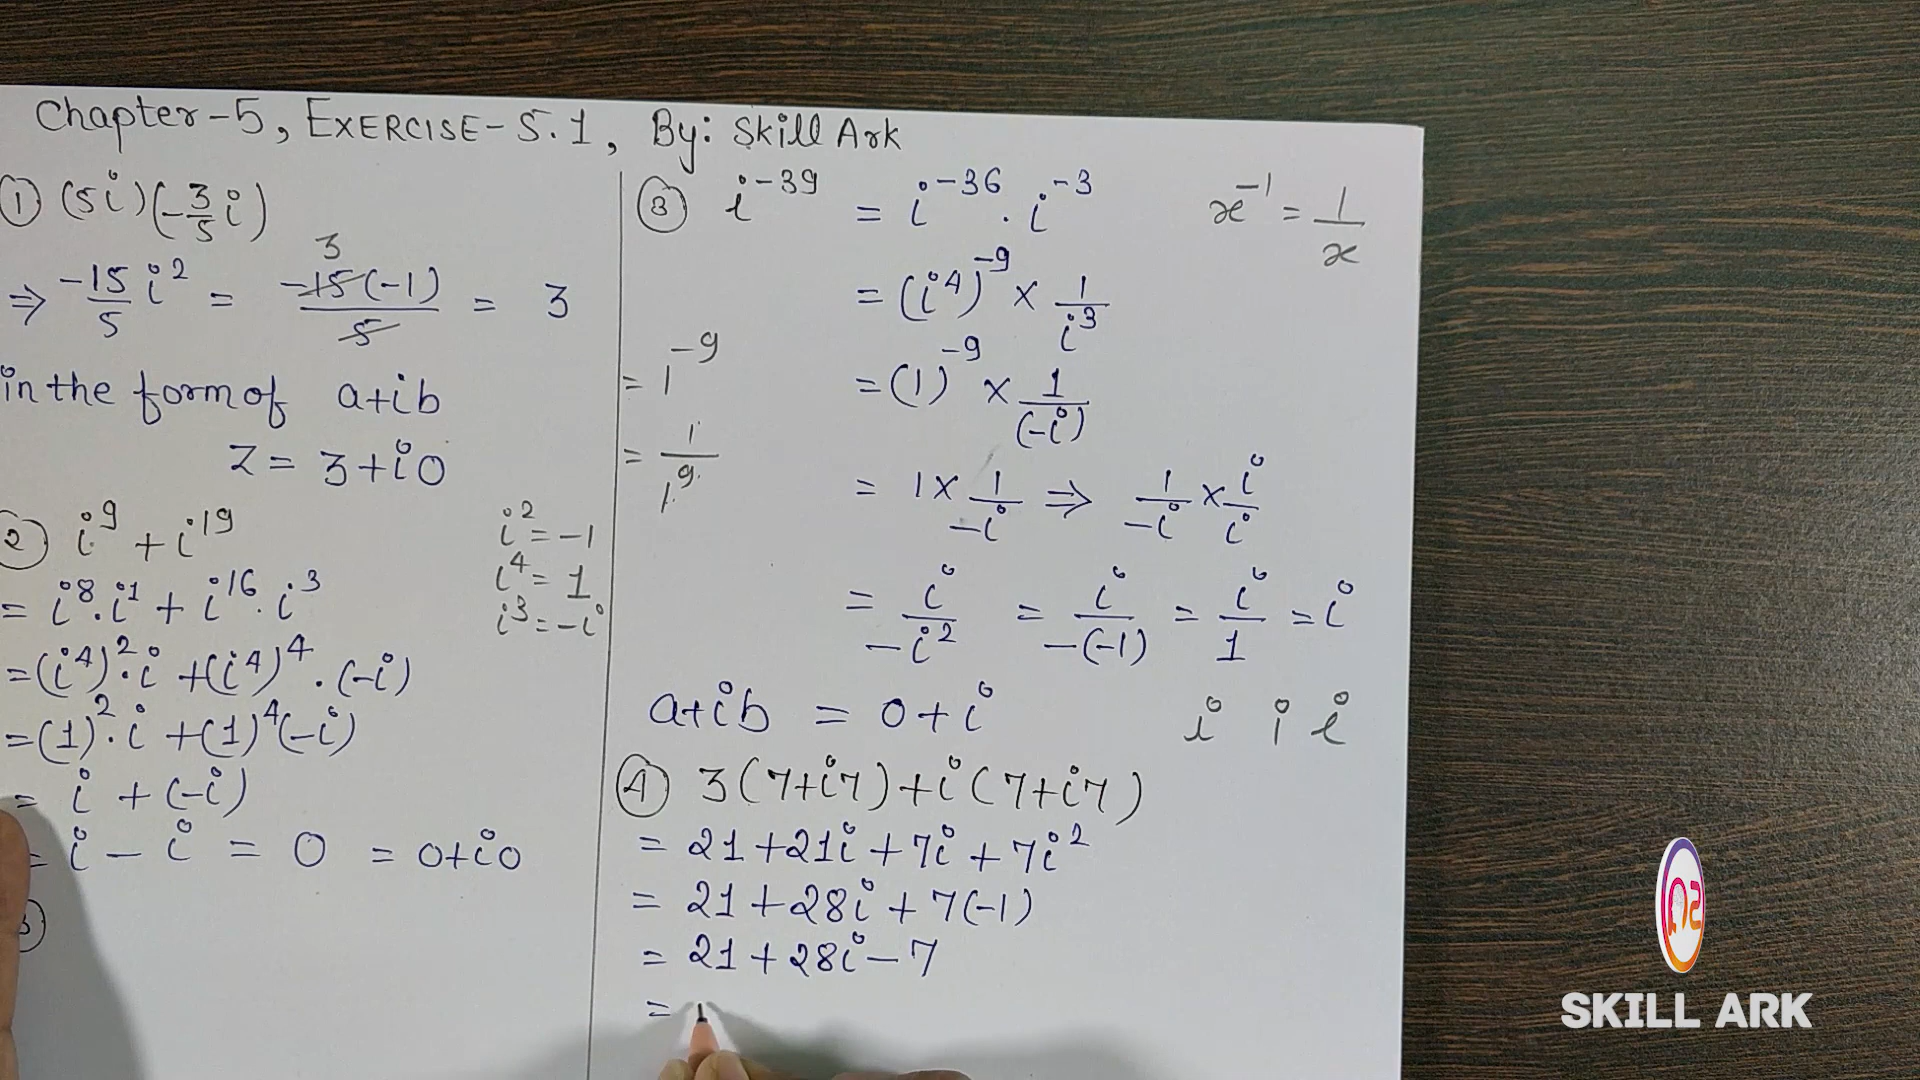 Chapter-5, EXERCISE-5.1, By: Skill Ark
① (5i)(-3/5 i)
⇒ -15/5 i² = -15(-1)/5 = 3
3
in the form of a+ib
z = 3+i0
② i⁹ + i¹⁹
= i⁸·i¹ + i¹⁶·i³
= (i⁴)²·i + (i⁴)⁴·(-i)
= (1)²·i + (1)⁴(-i)
= i + (-i)
= i - i = 0 = 0+i0
i² = -1
i⁴ = 1
i³ = -i
③ i⁻³⁹ = i⁻³⁶ · i⁻³
= (i⁴)⁻⁹ × 1/i³
= (1)⁻⁹ × 1/(-i)
= 1 × 1/-i ⇒ 1/-i × i/i
= i/-i² = i/-(-1) = i/1 = i
a+ib = 0+i
x⁻¹ = 1/x
= 1⁻⁹
= 1/1⁹
i i i
④ 3(7+i7)+i(7+i7)
= 21+21i+7i+7i²
= 21+28i+7(-1)
= 21+28i-7
=
SKILL ARK